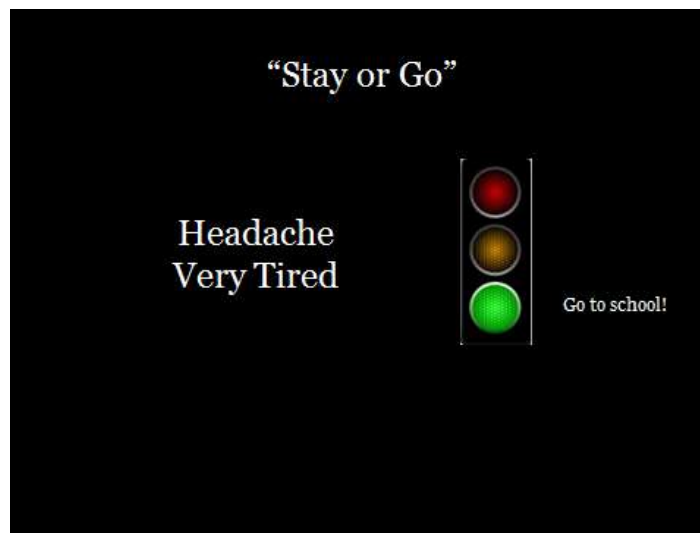 “Stay or Go”
Headache
Very Tired
Go to school!